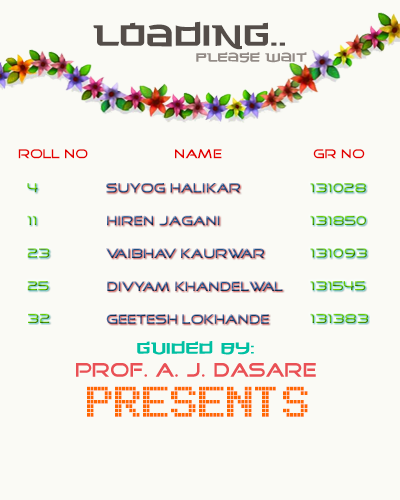 LOADING..
PLEASE WAIT
ROLL NO NAME GR NO
4 SUYOG HALIKAR 131028
11 HIREN JAGANI 131850
23 VAIBHAV KAURWAR 131093
25 DIVYAM KHANDELWAL 131545
32 GEETESH LOKHANDE 131383
GUIDED BY:
PROF. A. J. DASARE
PRESENTS